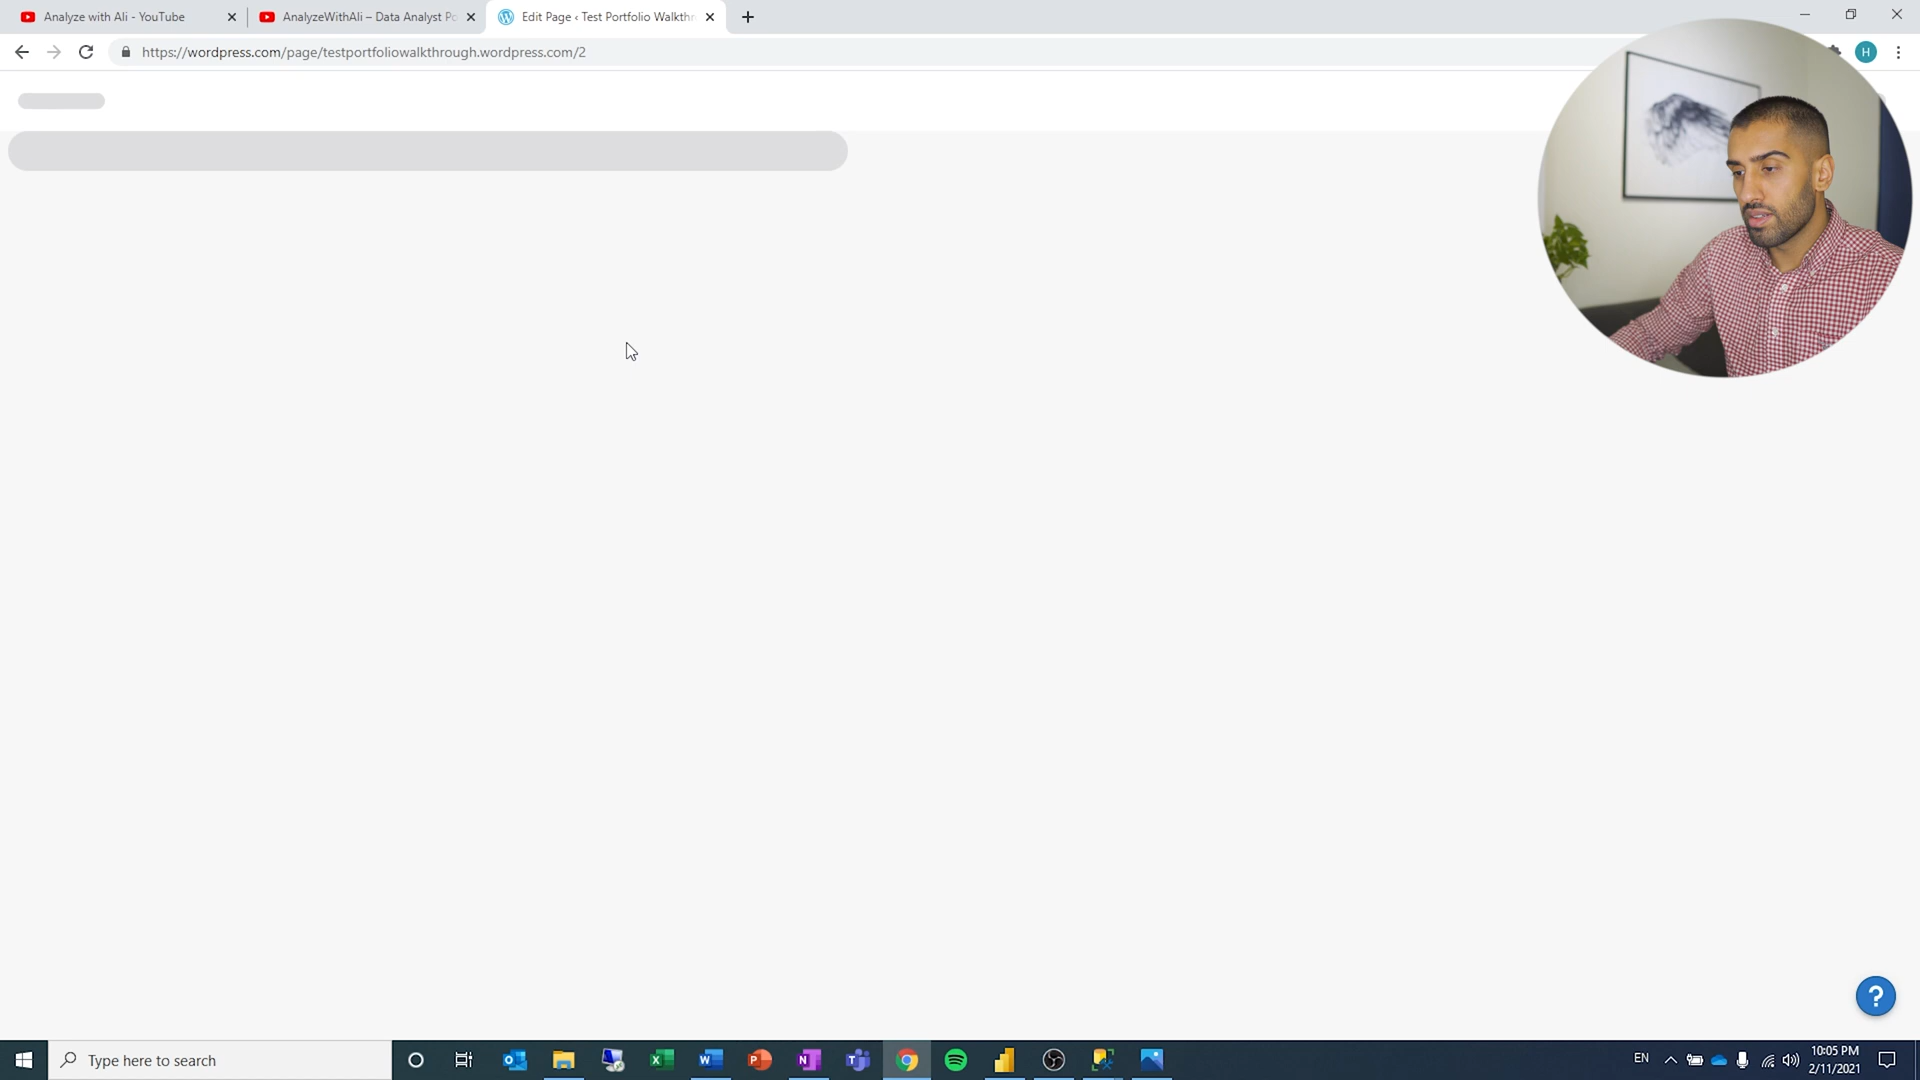 Analyze with Ali - YouTube
AnalyzeWithAli – Data Analyst Po
Edit Page ‹ Test Portfolio Walkthr
https://wordpress.com/page/testportfoliowalkthrough.wordpress.com/2
H
?
Type here to search
EN
10:05 PM
2/11/2021